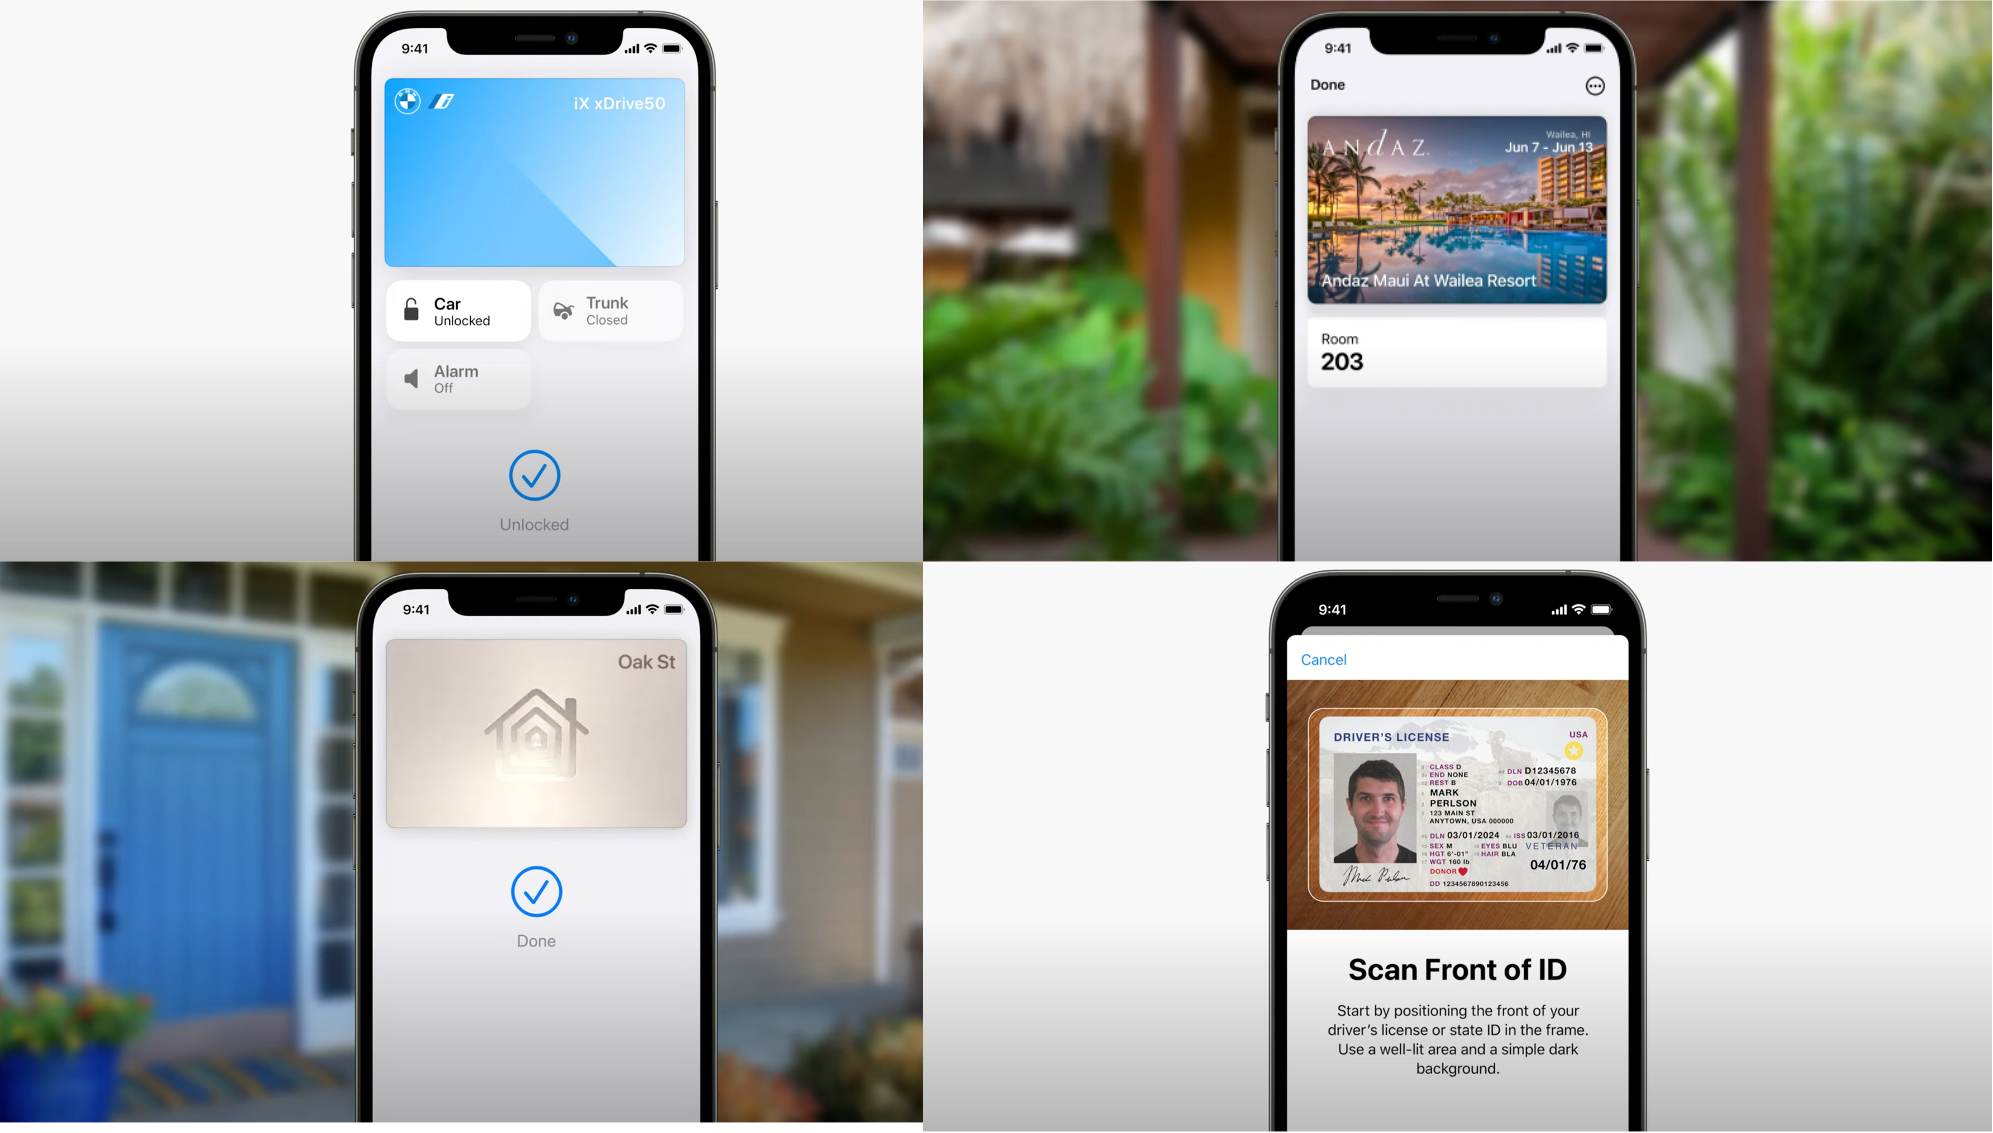 9:41
iX xDrive50
Car
Unlocked
Trunk
Closed
Alarm
Off
Unlocked
9:41
Done
ANdAZ.
Wailea, HI
Jun 7 - Jun 13
Andaz Maui At Wailea Resort
Room
203
9:41
Oak St
Done
9:41
Cancel
DRIVER'S LICENSE
USA
CLASS D
END NONE
REST B
DLN D12345678
DOB 04/01/1976
MARK
PERLSON
123 MAIN ST
ANYTOWN, USA 000000
DLN 03/01/2024 ISS 03/01/2016
SEX M EYES BLU
HGT 6'-01" HAIR BLA
WGT 160 lb
DONOR
VETERAN
04/01/76
DD 1234567890123456
Scan Front of ID
Start by positioning the front of your
driver's license or state ID in the frame.
Use a well-lit area and a simple dark
background.